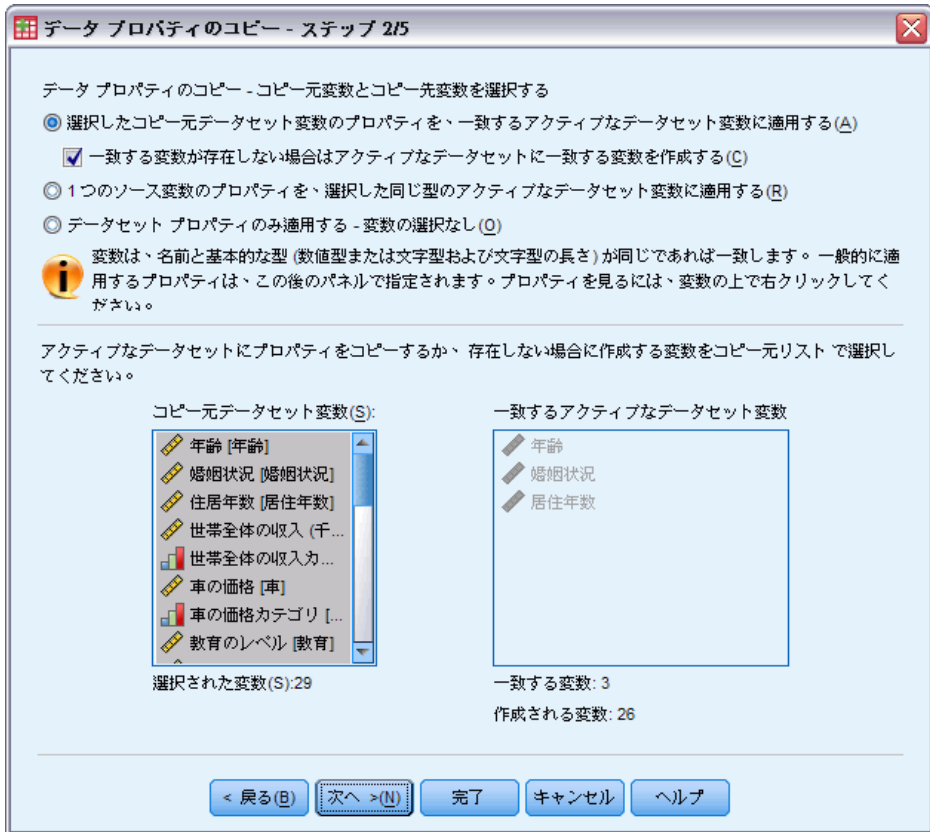 データ プロパティのコピー - ステップ 2/5
データ プロパティのコピー - コピー元変数とコピー先変数を選択する
選択したコピー元データセット変数のプロパティを、一致するアクティブなデータセット変数に適用する(A)
一致する変数が存在しない場合はアクティブなデータセットに一致する変数を作成する(C)
1つのソース変数のプロパティを、選択した同じ型のアクティブなデータセット変数に適用する(R)
データセット プロパティのみ適用する - 変数の選択なし(O)
変数は、名前と基本的な型 (数値型または文字型および文字型の長さ) が同じであれば一致します。一般的に適
用するプロパティは、この後のパネルで指定されます。プロパティを見るには、変数の上で右クリックしてく
ださい。
アクティブなデータセットにプロパティをコピーするか、 存在しない場合に作成する変数をコピー元リスト で選択し
てください。
コピー元データセット変数(S):
年齢 [年齢]
婚姻状況 [婚姻状況]
住居年数 [居住年数]
世帯全体の収入 (千...
世帯全体の収入カ...
車の価格 [車]
車の価格カテゴリ [...
教育のレベル [教育]
選択された変数(S):29
一致するアクティブなデータセット変数
年齢
婚姻状況
居住年数
一致する変数: 3
作成される変数: 26
< 戻る(B)
次へ >(N)
完了
キャンセル
ヘルプ